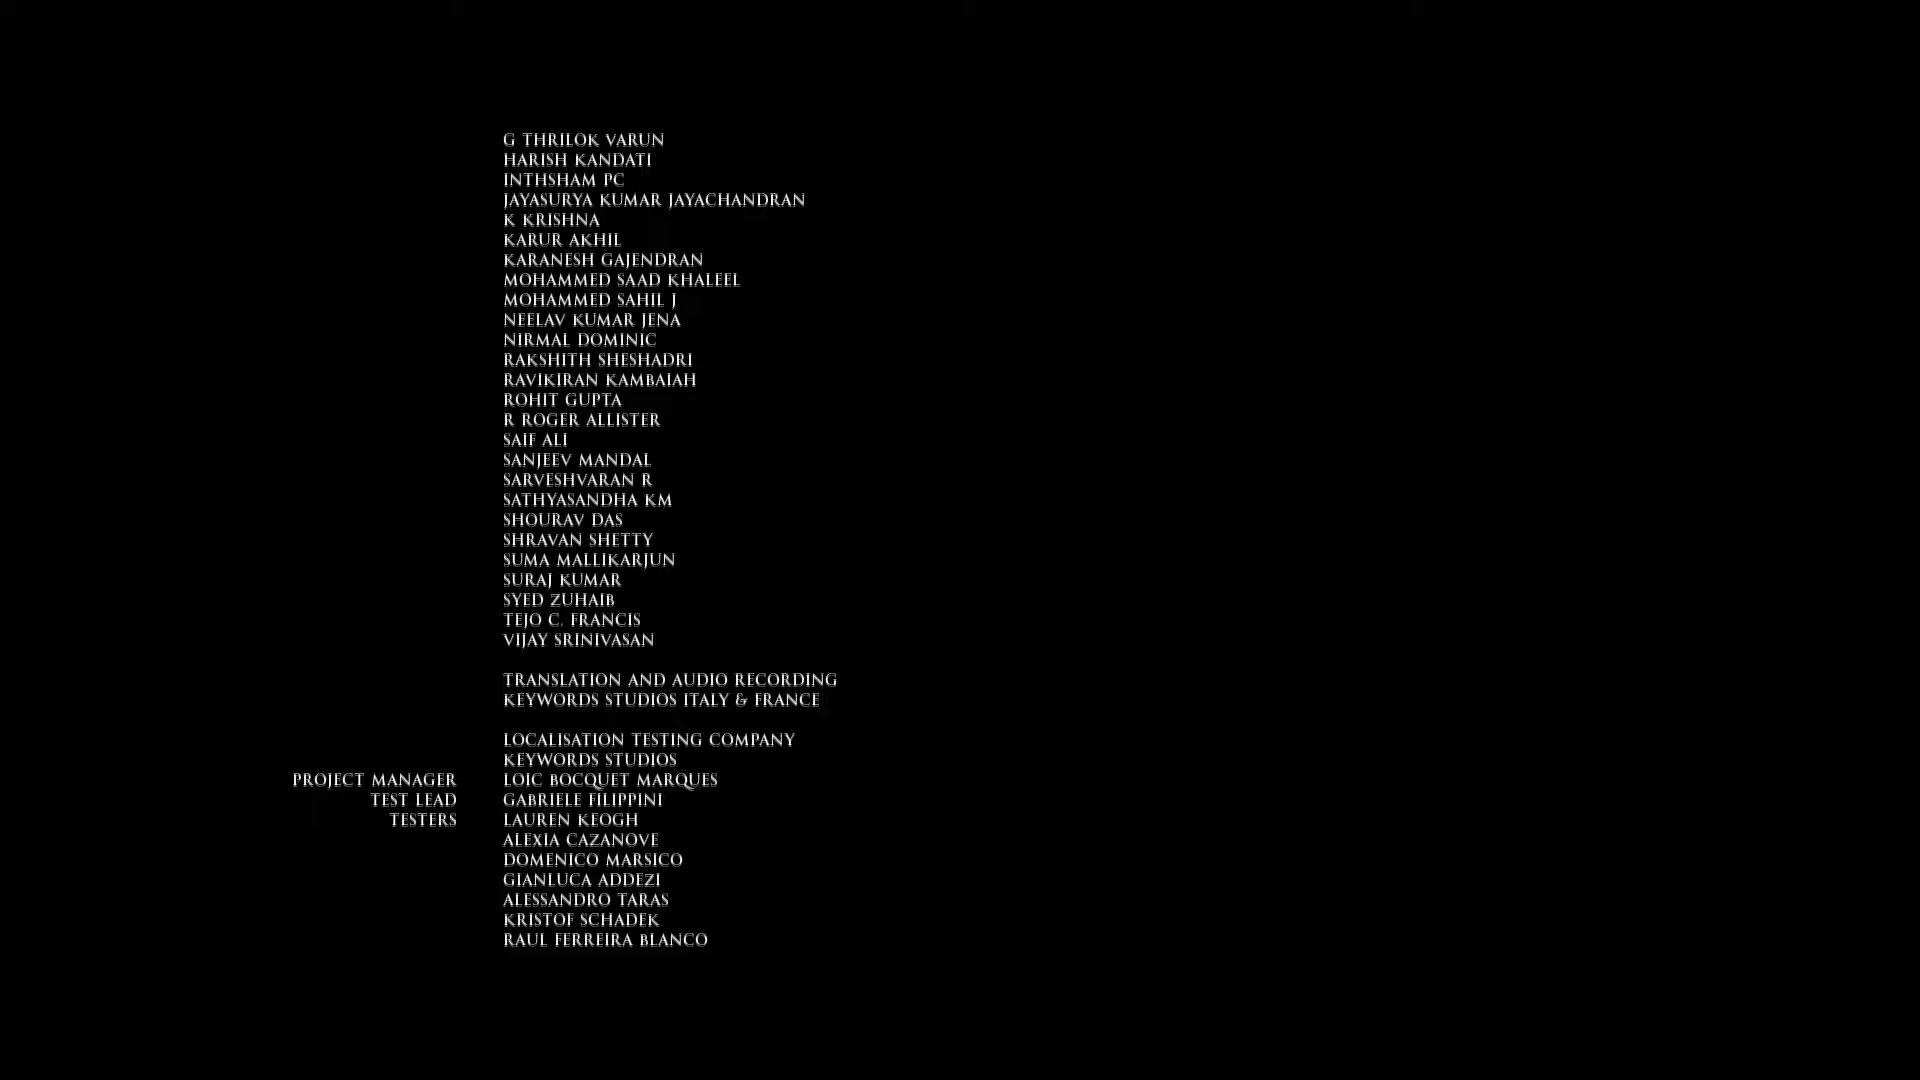 G THRILOK VARUN
HARISH KANDATI
INTHSHAM PC
JAYASURYA KUMAR JAYACHANDRAN
K KRISHNA
KARUR AKHIL
KARANESH GAJENDRAN
MOHAMMED SAAD KHALEEL
MOHAMMED SAHIL J
NEELAV KUMAR JENA
NIRMAL DOMINIC
RAKSHITH SHESHADRI
RAVIKIRAN KAMBAIAH
ROHIT GUPTA
R ROGER ALLISTER
SAIF ALI
SANJEEV MANDAL
SARVESHVARAN R
SATHYASANDHA KM
SHOURAV DAS
SHRAVAN SHETTY
SUMA MALLIKARJUN
SURAJ KUMAR
SYED ZUHAIB
TEJO C. FRANCIS
VIJAY SRINIVASAN
TRANSLATION AND AUDIO RECORDING
KEYWORDS STUDIOS ITALY & FRANCE
LOCALISATION TESTING COMPANY
KEYWORDS STUDIOS
PROJECT MANAGER LOIC BOCQUET MARQUES
TEST LEAD GABRIELE FILIPPINI
TESTERS LAUREN KEOGH
ALEXIA CAZANOVE
DOMENICO MARSICO
GIANLUCA ADDEZI
ALESSANDRO TARAS
KRISTOF SCHADEK
RAUL FERREIRA BLANCO